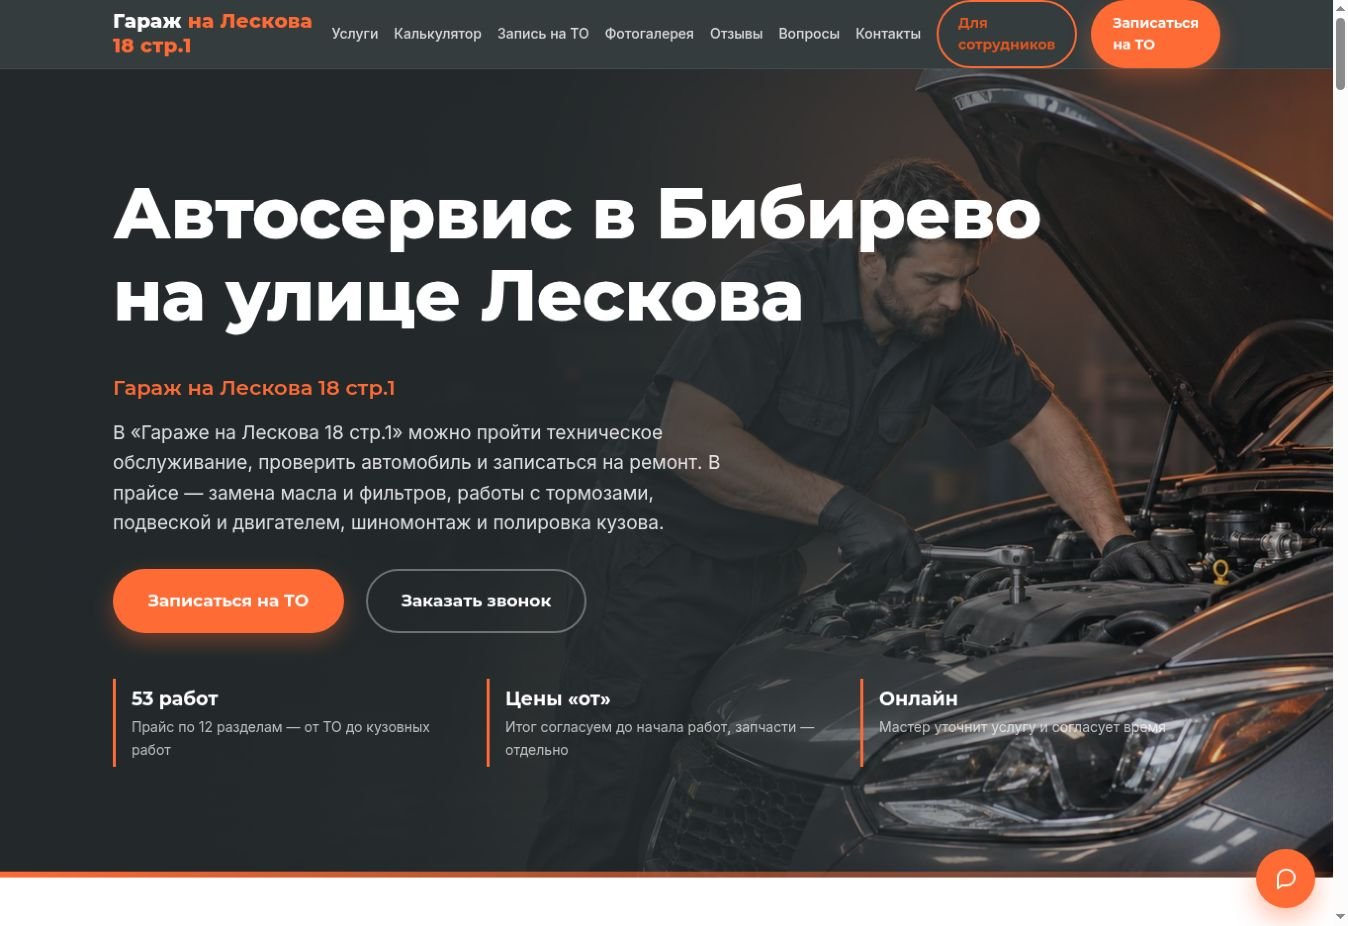 Гараж на Лескова
18 стр.1
Услуги
Калькулятор
Запись на ТО
Фотогалерея
Отзывы
Вопросы
Контакты
Для
сотрудников
Записаться
на ТО
Автосервис в Бибирево
на улице Лескова
Гараж на Лескова 18 стр.1
В «Гараже на Лескова 18 стр.1» можно пройти техническое
обслуживание, проверить автомобиль и записаться на ремонт. В
прайсе — замена масла и фильтров, работы с тормозами,
подвеской и двигателем, шиномонтаж и полировка кузова.
Записаться на ТО
Заказать звонок
53 работ
Прайс по 12 разделам — от ТО до кузовных
работ
Цены «от»
Итог согласуем до начала работ, запчасти —
отдельно
Онлайн
Мастер уточнит услугу и согласует время